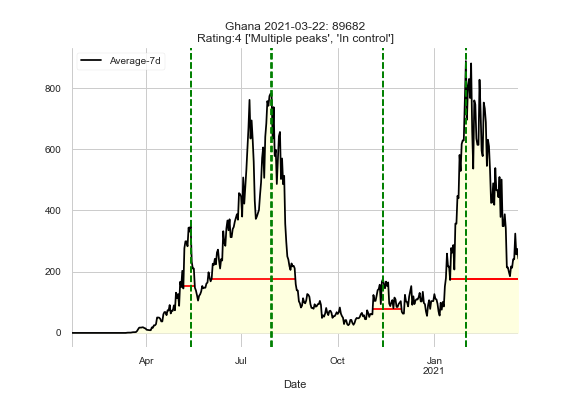 Ghana 2021-03-22: 89682
Rating:4 ['Multiple peaks', 'In control']
Average-7d
800
600
400
200
0
Apr
Jul
Oct
Jan
2021
Date